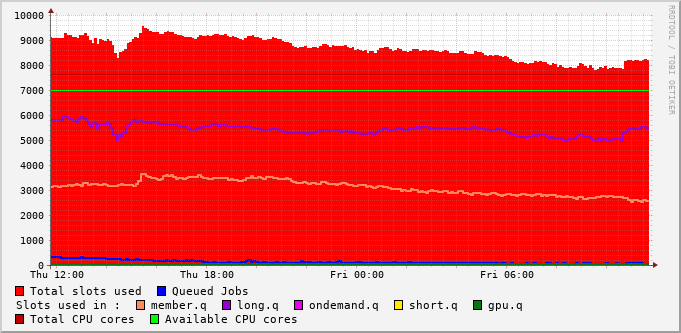 RRDTOOL / TOBI OETIKER
10000
9000
8000
7000
6000
5000
4000
3000
2000
1000
0
Thu 12:00 Thu 18:00 Fri 00:00 Fri 06:00
Total slots used Queued Jobs
Slots used in : member.q long.q ondemand.q short.q gpu.q
Total CPU cores Available CPU cores